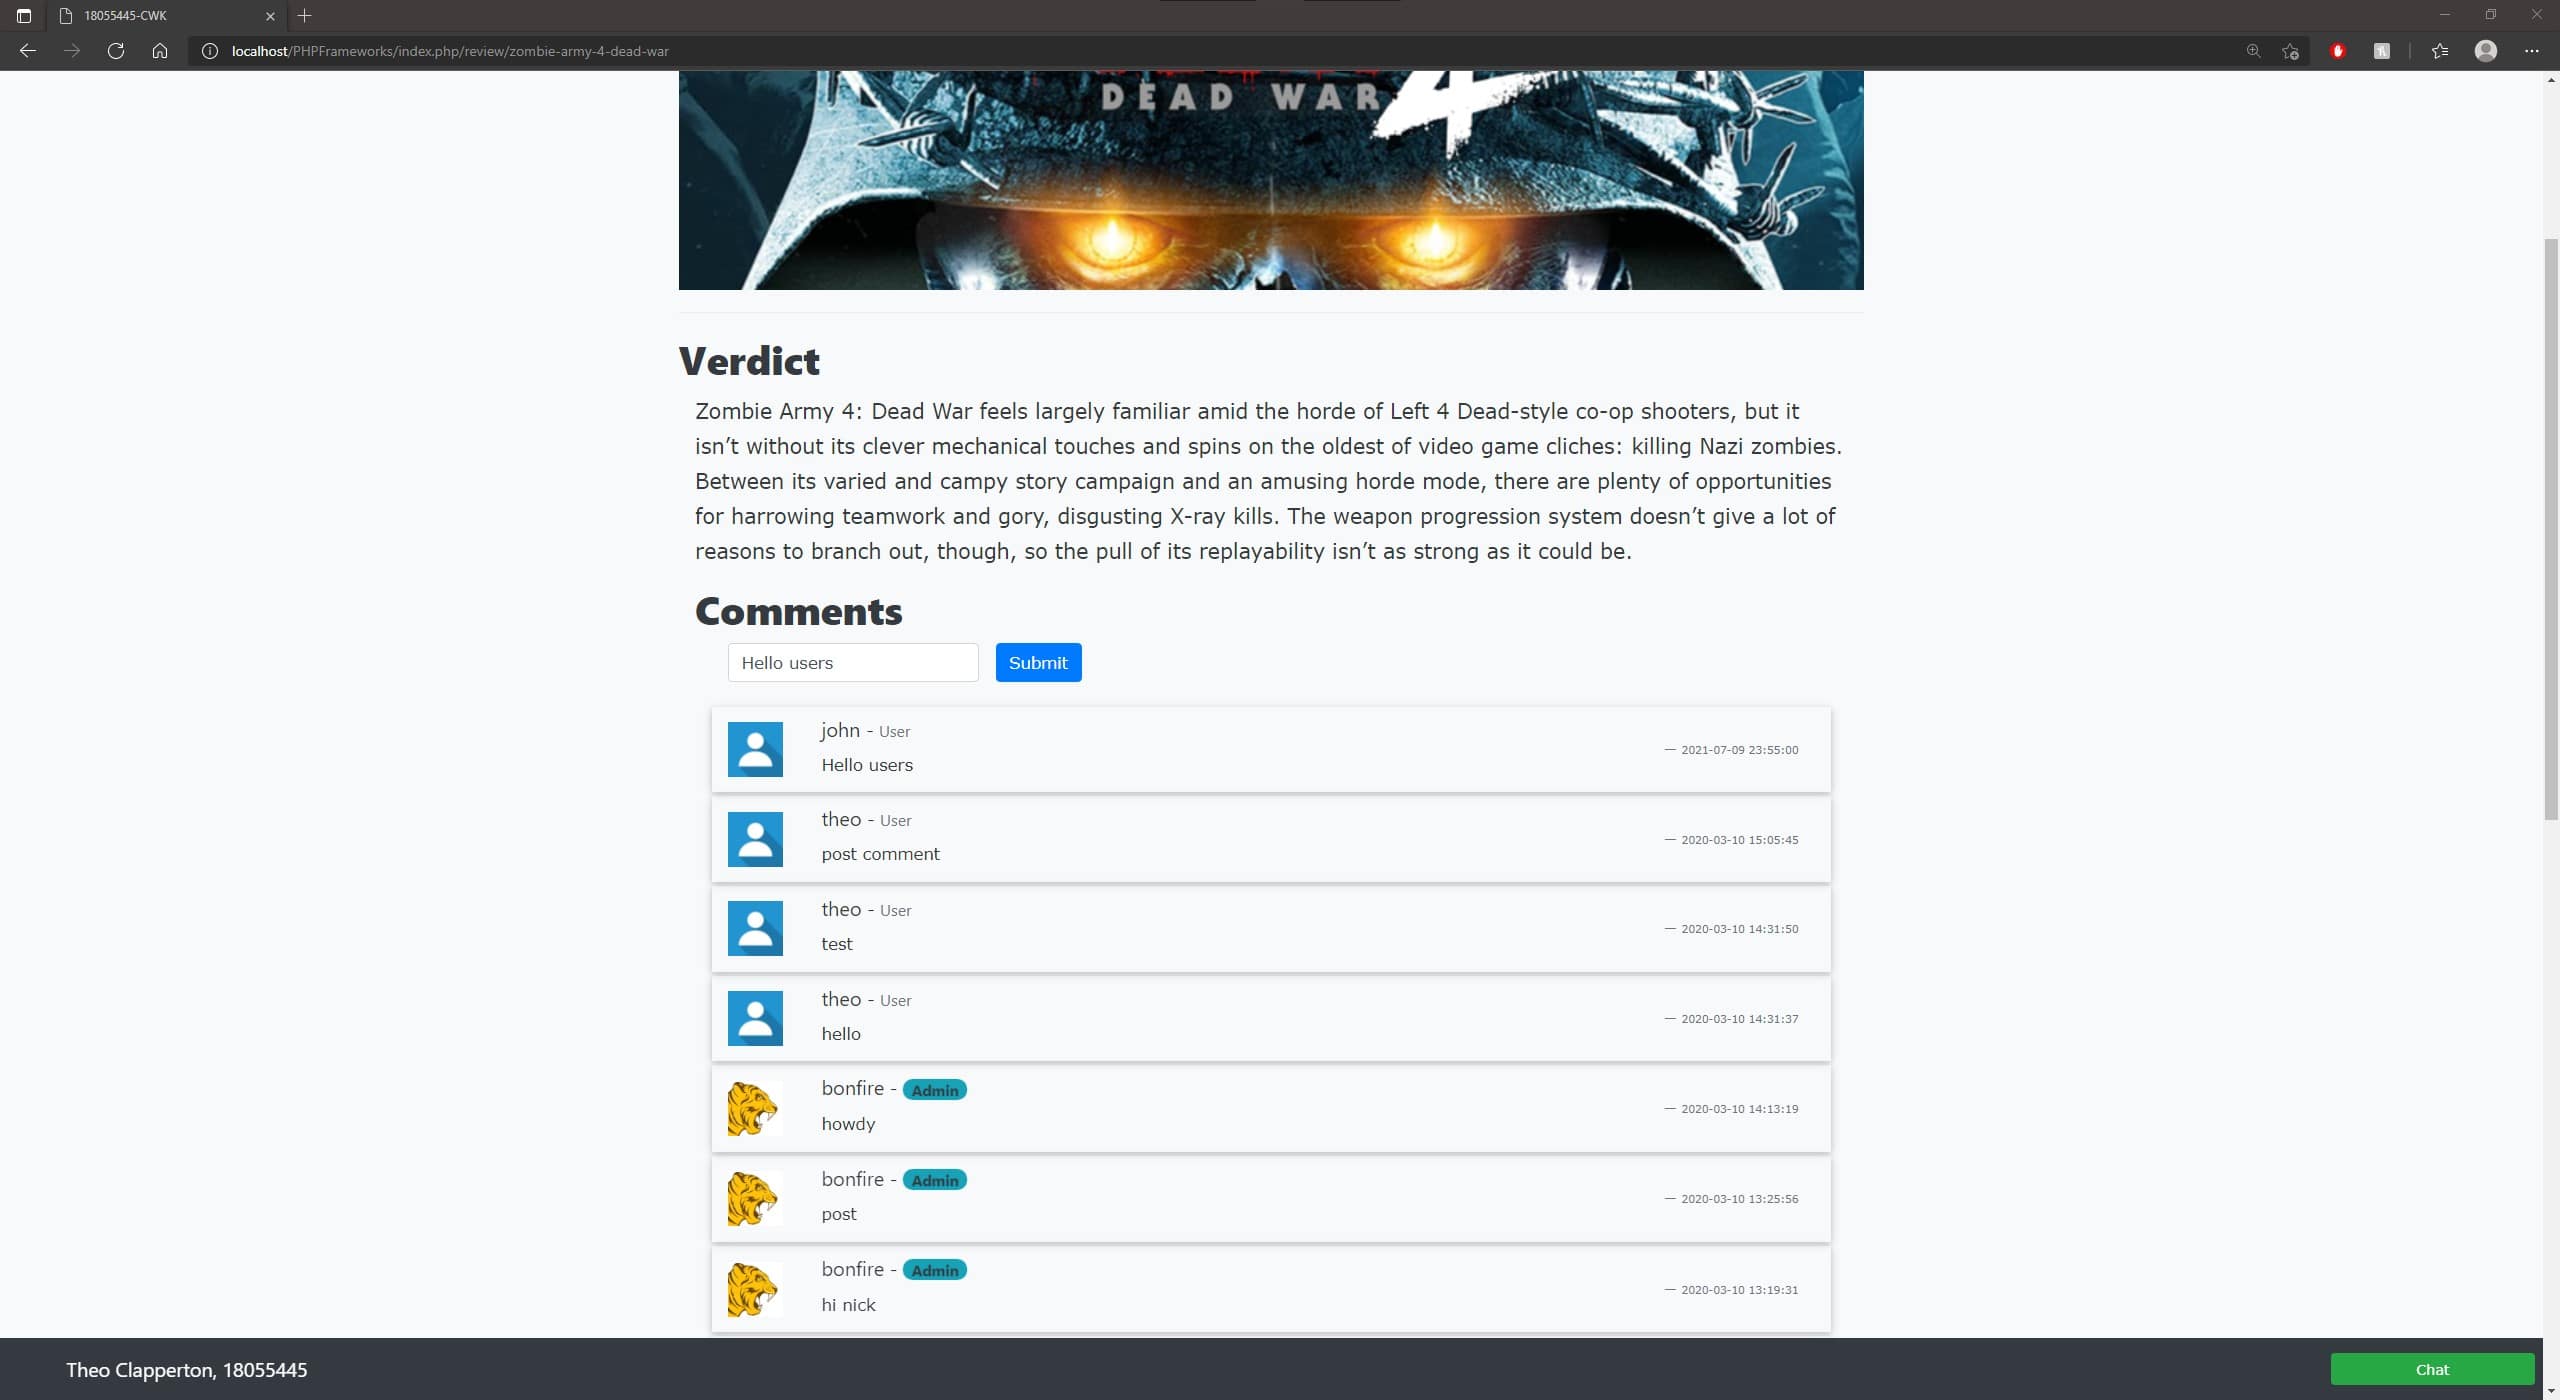 18055445-CWK
localhost/PHPFrameworks/index.php/review/zombie-army-4-dead-war
DEAD WAR 4
Verdict
Zombie Army 4: Dead War feels largely familiar amid the horde of Left 4 Dead-style co-op shooters, but it
isn’t without its clever mechanical touches and spins on the oldest of video game cliches: killing Nazi zombies.
Between its varied and campy story campaign and an amusing horde mode, there are plenty of opportunities
for harrowing teamwork and gory, disgusting X-ray kills. The weapon progression system doesn’t give a lot of
reasons to branch out, though, so the pull of its replayability isn’t as strong as it could be.
Comments
Hello users Submit
john - User
— 2021-07-09 23:55:00
Hello users
theo - User
— 2020-03-10 15:05:45
post comment
theo - User
— 2020-03-10 14:31:50
test
theo - User
— 2020-03-10 14:31:37
hello
bonfire - Admin
— 2020-03-10 14:13:19
howdy
bonfire - Admin
— 2020-03-10 13:25:56
post
bonfire - Admin
— 2020-03-10 13:19:31
hi nick
Theo Clapperton, 18055445
Chat